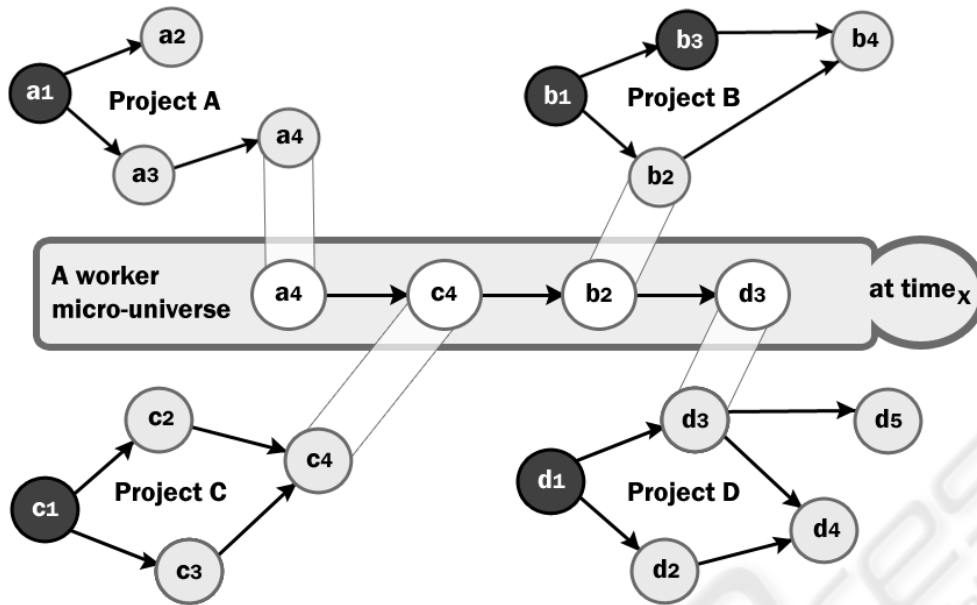 a2
a1
Project A
a4
a3
b3
b4
b1
Project B
b2
A worker
micro-universe
a4
c4
b2
d3
at timeX
c2
c4
c1
Project C
c3
d3
d5
d1
Project D
d4
d2